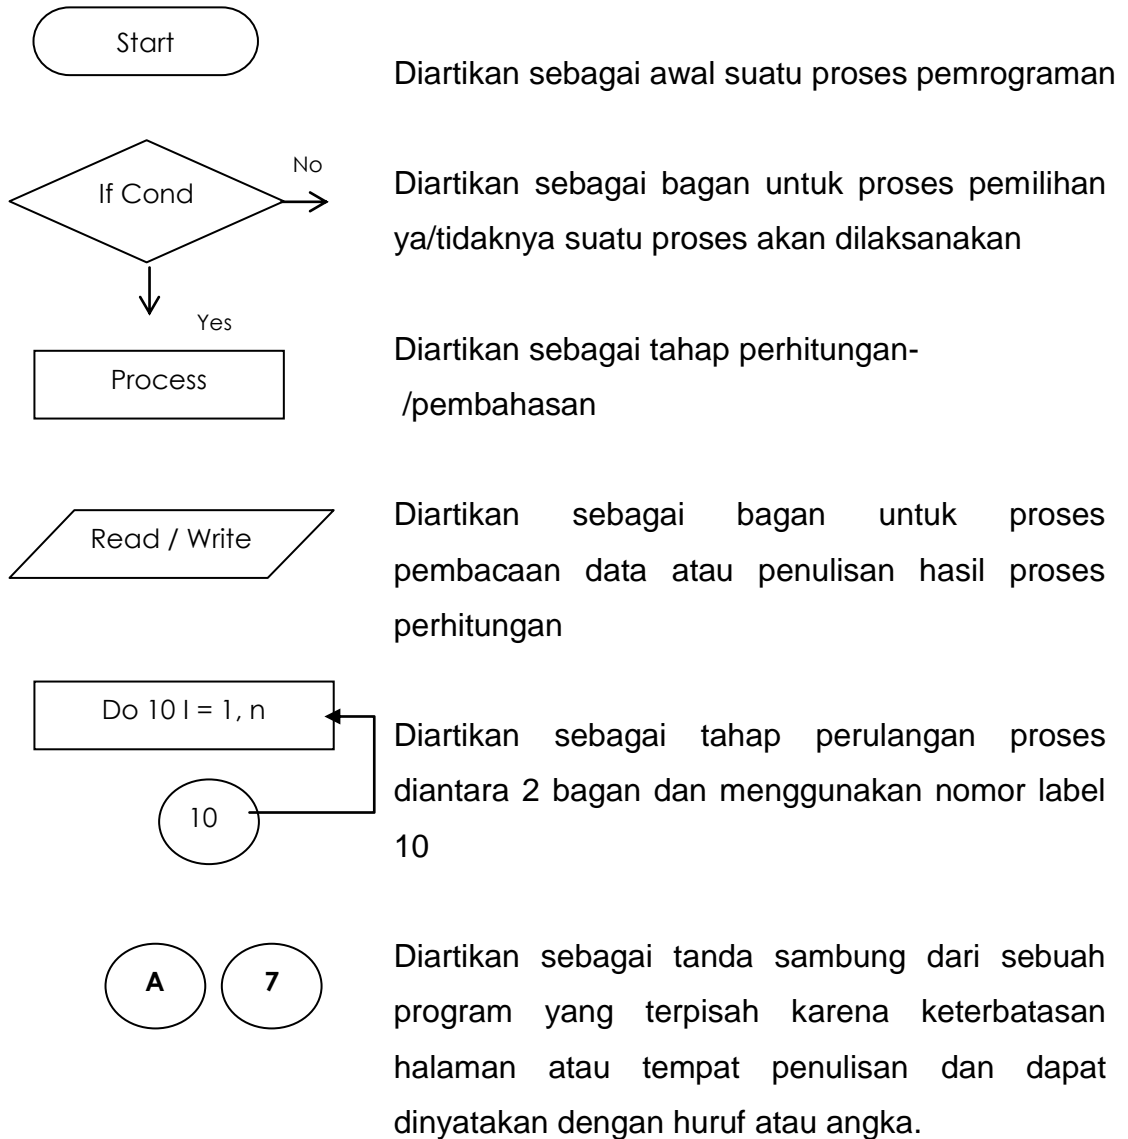 Start
Diartikan sebagai awal suatu proses pemrograman
No
If Cond
Diartikan sebagai bagan untuk proses pemilihan
ya/tidaknya suatu proses akan dilaksanakan
Yes
Process
Diartikan sebagai tahap perhitungan-
/pembahasan
Read / Write
Diartikan sebagai bagan untuk proses
pembacaan data atau penulisan hasil proses
perhitungan
Do 10 I = 1, n
10
Diartikan sebagai tahap perulangan proses
diantara 2 bagan dan menggunakan nomor label
10
A
7
Diartikan sebagai tanda sambung dari sebuah
program yang terpisah karena keterbatasan
halaman atau tempat penulisan dan dapat
dinyatakan dengan huruf atau angka.